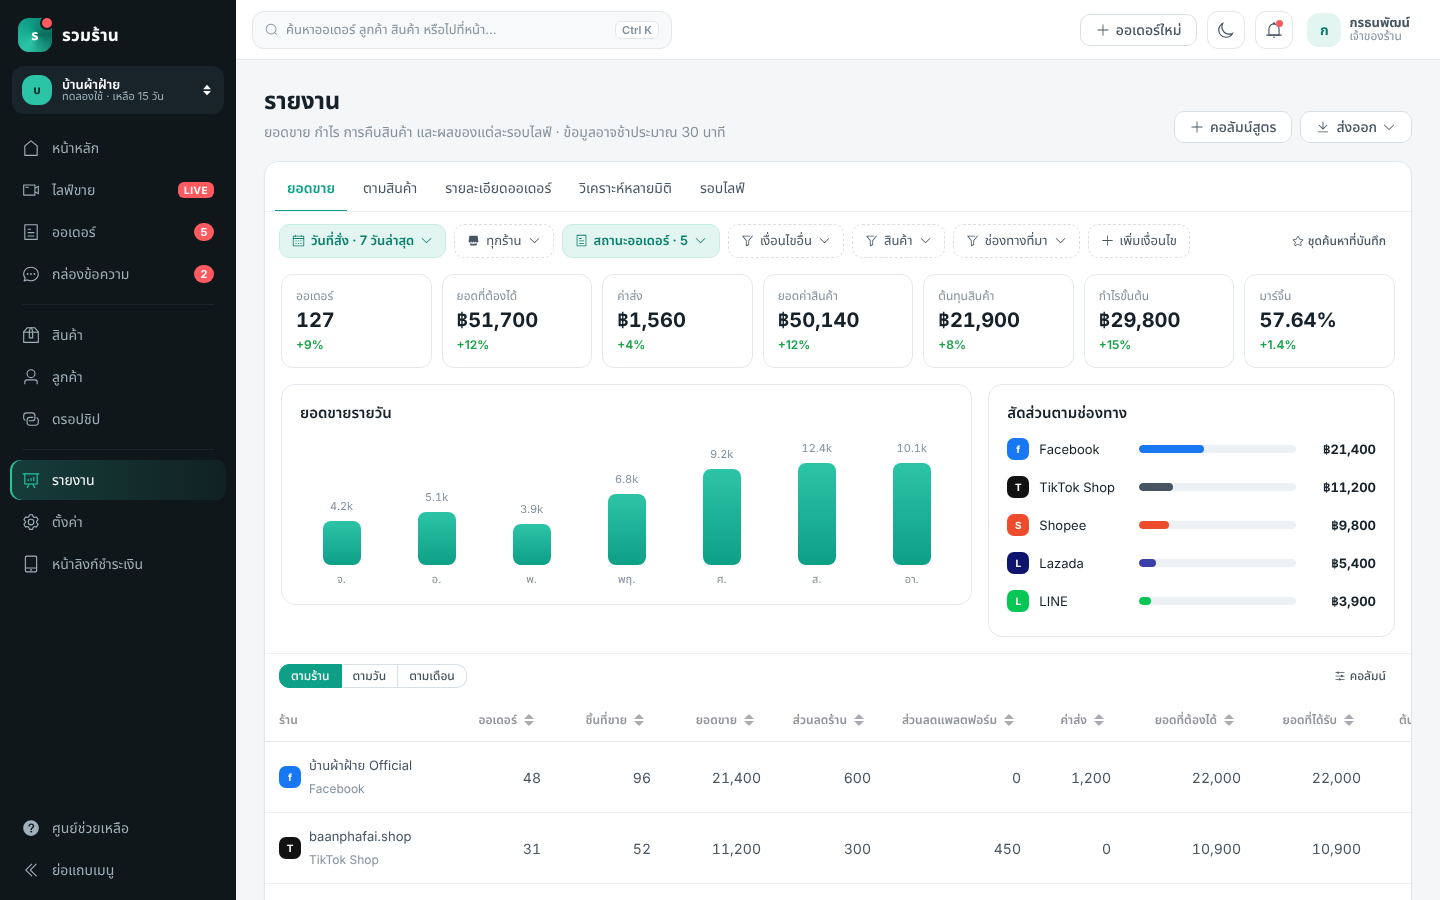 ร รวมร้าน
บ บ้านผ้าฝ้าย
ทดลองใช้ · เหลือ 15 วัน
หน้าหลัก
ไลฟ์ขาย LIVE
ออเดอร์ 5
กล่องข้อความ 2
สินค้า
ลูกค้า
ดรอปชิป
รายงาน
ตั้งค่า
หน้าลิงก์ชำระเงิน
ศูนย์ช่วยเหลือ
ย่อแถบเมนู
ค้นหาออเดอร์ ลูกค้า สินค้า หรือไปที่หน้า... Ctrl K
ออเดอร์ใหม่
ก กรธนพัฒน์
เจ้าของร้าน
รายงาน
ยอดขาย กำไร การคืนสินค้า และผลของแต่ละรอบไลฟ์ · ข้อมูลอาจช้าประมาณ 30 นาที
คอลัมน์สูตร ส่งออก
ยอดขาย ตามสินค้า รายละเอียดออเดอร์ วิเคราะห์หลายมิติ รอบไลฟ์
วันที่สั่ง · 7 วันล่าสุด ทุกร้าน สถานะออเดอร์ · 5 เงื่อนไขอื่น สินค้า ช่องทางที่มา เพิ่มเงื่อนไข ชุดค้นหาที่บันทึก
ออเดอร์ ยอดที่ต้องได้ ค่าส่ง ยอดค่าสินค้า ต้นทุนสินค้า กำไรขั้นต้น มาร์จิ้น
127 ฿51,700 ฿1,560 ฿50,140 ฿21,900 ฿29,800 57.64%
+9% +12% +4% +12% +8% +15% +1.4%
ยอดขายรายวัน
4.2k 5.1k 3.9k 6.8k 9.2k 12.4k 10.1k
จ. อ. พ. พฤ. ศ. ส. อา.
สัดส่วนตามช่องทาง
f Facebook ฿21,400
T TikTok Shop ฿11,200
S Shopee ฿9,800
L Lazada ฿5,400
L LINE ฿3,900
ตามร้าน ตามวัน ตามเดือน คอลัมน์
ร้าน ออเดอร์ ชิ้นที่ขาย ยอดขาย ส่วนลดร้าน ส่วนลดแพลตฟอร์ม ค่าส่ง ยอดที่ต้องได้ ยอดที่ได้รับ
f บ้านผ้าฝ้าย Official 48 96 21,400 600 0 1,200 22,000 22,000
Facebook
T baanphafai.shop 31 52 11,200 300 450 0 10,900 10,900
TikTok Shop